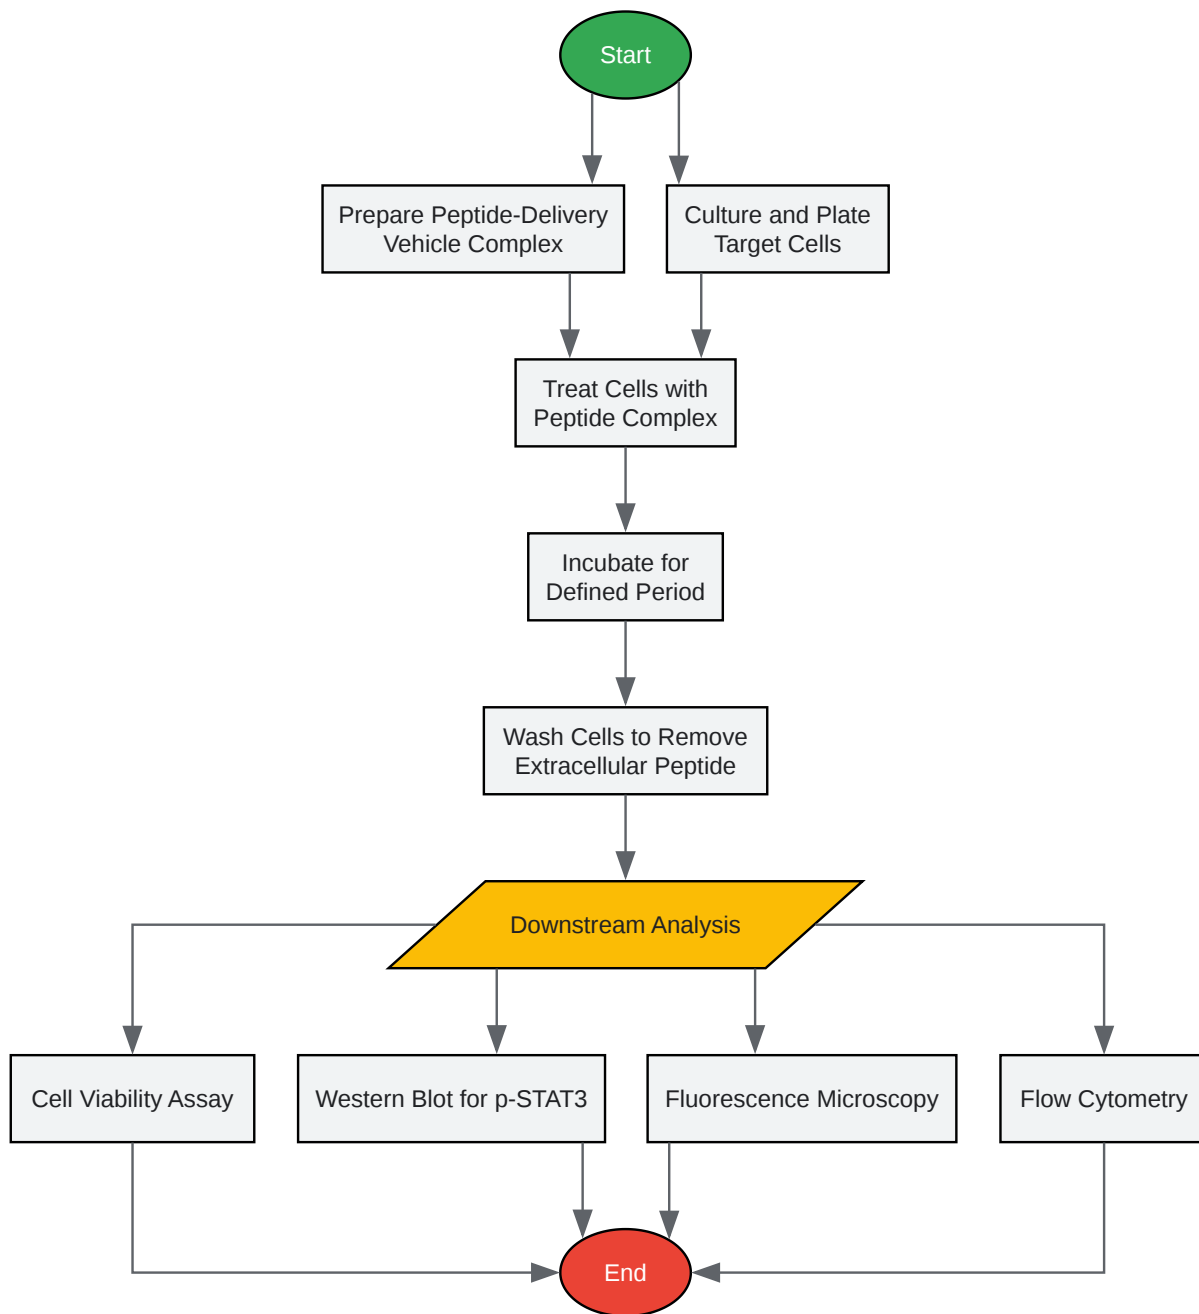 Start
Prepare Peptide-Delivery
Vehicle Complex
Culture and Plate
Target Cells
Treat Cells with
Peptide Complex
Incubate for
Defined Period
Wash Cells to Remove
Extracellular Peptide
Downstream Analysis
Cell Viability Assay
Western Blot for p-STAT3
Fluorescence Microscopy
Flow Cytometry
End